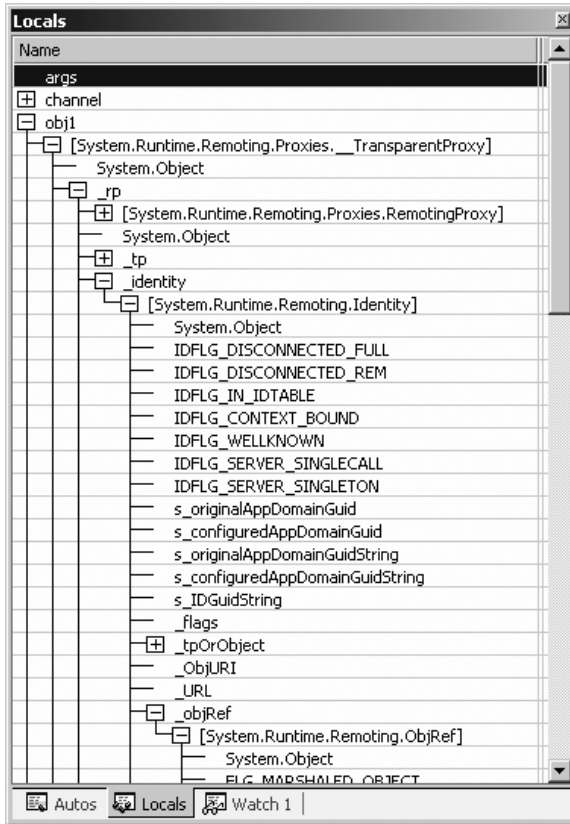 Locals
Name
args
channel
obj1
[System.Runtime.Remoting.Proxies.__TransparentProxy]
System.Object
_rp
[System.Runtime.Remoting.Proxies.RemotingProxy]
System.Object
_tp
_identity
[System.Runtime.Remoting.Identity]
System.Object
IDFLG_DISCONNECTED_FULL
IDFLG_DISCONNECTED_REM
IDFLG_IN_IDTABLE
IDFLG_CONTEXT_BOUND
IDFLG_WELLKNOWN
IDFLG_SERVER_SINGLECALL
IDFLG_SERVER_SINGLETON
s_originalAppDomainGuid
s_configuredAppDomainGuid
s_originalAppDomainGuidString
s_configuredAppDomainGuidString
s_IDGuidString
_flags
_tpOrObject
_ObjURI
_URL
_objRef
[System.Runtime.Remoting.ObjRef]
System.Object
FLG_MARSHALED_OBJECT
Autos Locals Watch 1